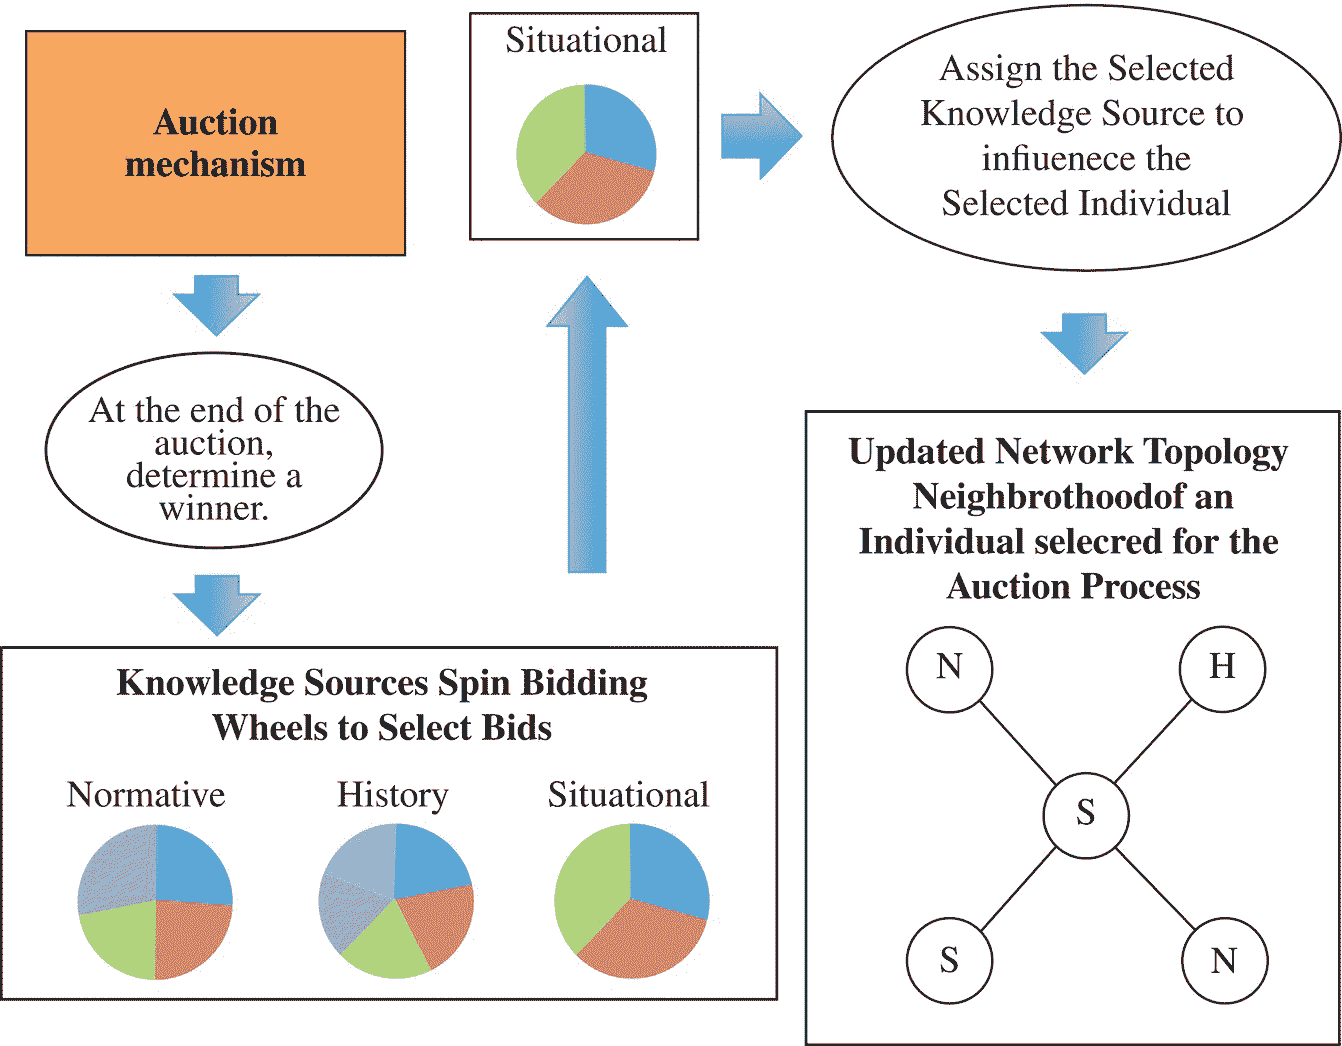 Auction
mechanism
At the end of the
auction,
determine a
winner.
Knowledge Sources Spin Bidding
Wheels to Select Bids
Normative
History
Situational
Situational
Assign the Selected
Knowledge Source to
infiuenece the
Selected Individual
Updated Network Topology
Neighbrothoodof an
Individual selecred for the
Auction Process
N
H
S
S
N